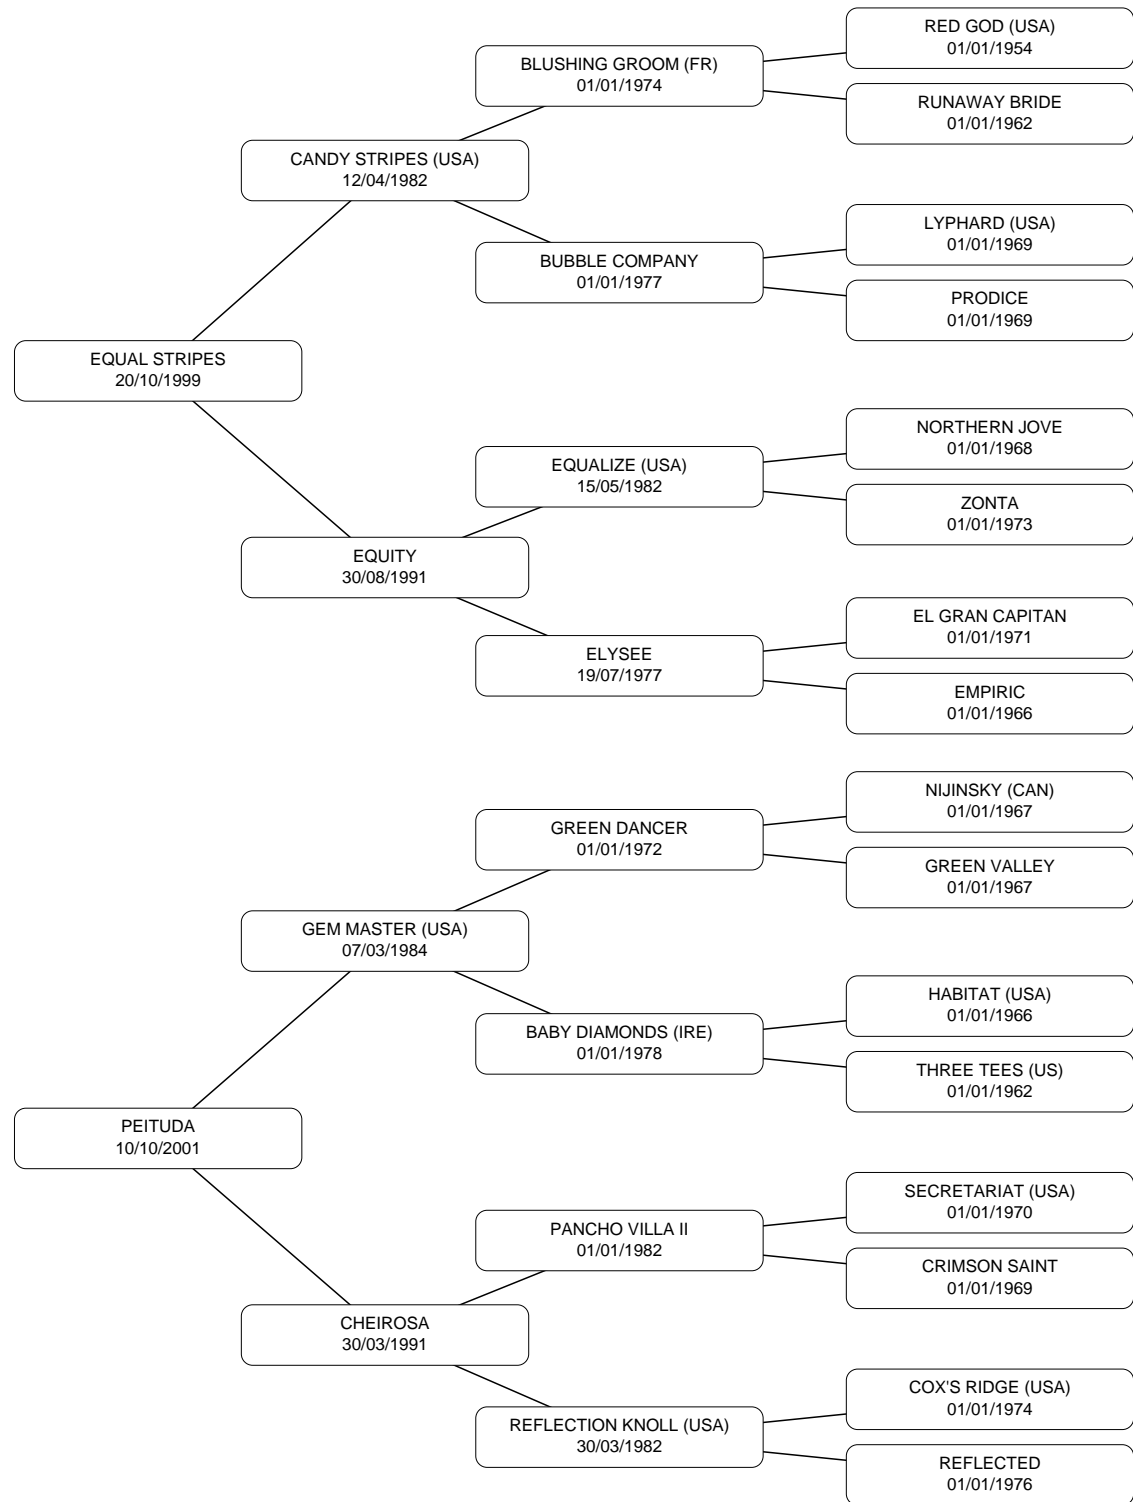 RED GOD (USA)
01/01/1954
BLUSHING GROOM (FR)
01/01/1974
RUNAWAY BRIDE
01/01/1962
CANDY STRIPES (USA)
12/04/1982
LYPHARD (USA)
01/01/1969
BUBBLE COMPANY
01/01/1977
PRODICE
01/01/1969
EQUAL STRIPES
20/10/1999
NORTHERN JOVE
01/01/1968
EQUALIZE (USA)
15/05/1982
ZONTA
01/01/1973
EQUITY
30/08/1991
EL GRAN CAPITAN
01/01/1971
ELYSEE
19/07/1977
EMPIRIC
01/01/1966
NIJINSKY (CAN)
01/01/1967
GREEN DANCER
01/01/1972
GREEN VALLEY
01/01/1967
GEM MASTER (USA)
07/03/1984
HABITAT (USA)
01/01/1966
BABY DIAMONDS (IRE)
01/01/1978
THREE TEES (US)
01/01/1962
PEITUDA
10/10/2001
SECRETARIAT (USA)
01/01/1970
PANCHO VILLA II
01/01/1982
CRIMSON SAINT
01/01/1969
CHEIROSA
30/03/1991
COX'S RIDGE (USA)
01/01/1974
REFLECTION KNOLL (USA)
30/03/1982
REFLECTED
01/01/1976